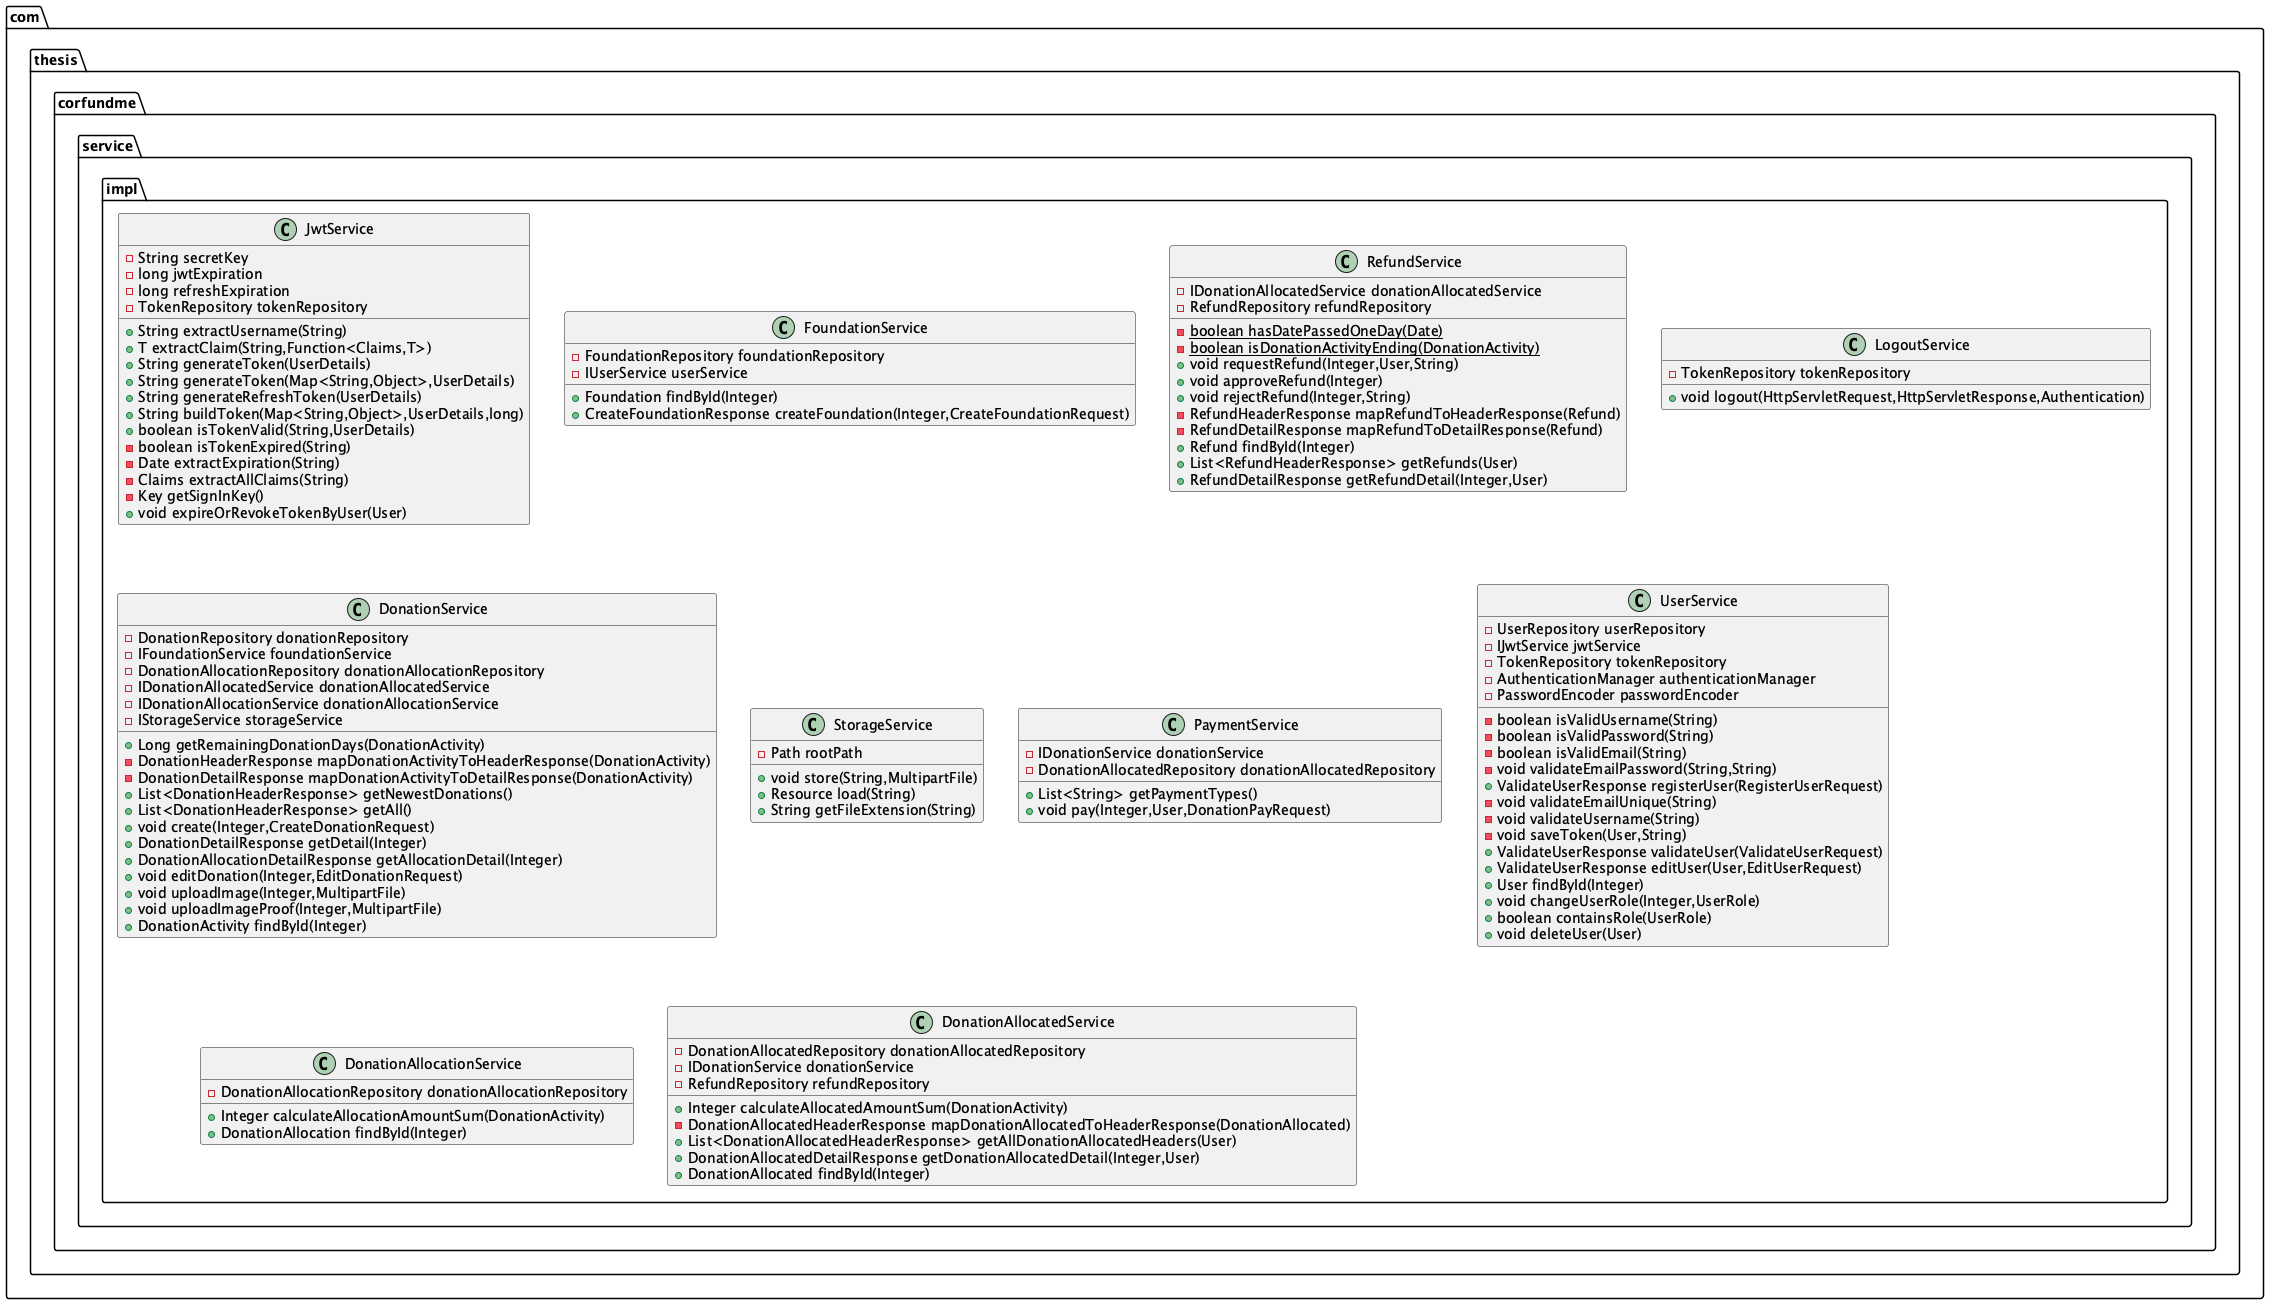 com
thesis
corfundme
service
impl
C JwtService
String secretKey
long jwtExpiration
long refreshExpiration
TokenRepository tokenRepository
String extractUsername(String)
T extractClaim(String,Function<Claims,T>)
String generateToken(UserDetails)
String generateToken(Map<String,Object>,UserDetails)
String generateRefreshToken(UserDetails)
String buildToken(Map<String,Object>,UserDetails,long)
boolean isTokenValid(String,UserDetails)
boolean isTokenExpired(String)
Date extractExpiration(String)
Claims extractAllClaims(String)
Key getSignInKey()
void expireOrRevokeTokenByUser(User)
C FoundationService
FoundationRepository foundationRepository
IUserService userService
Foundation findById(Integer)
CreateFoundationResponse createFoundation(Integer,CreateFoundationRequest)
C RefundService
IDonationAllocatedService donationAllocatedService
RefundRepository refundRepository
boolean hasDatePassedOneDay(Date)
boolean isDonationActivityEnding(DonationActivity)
void requestRefund(Integer,User,String)
void approveRefund(Integer)
void rejectRefund(Integer,String)
RefundHeaderResponse mapRefundToHeaderResponse(Refund)
RefundDetailResponse mapRefundToDetailResponse(Refund)
Refund findById(Integer)
List<RefundHeaderResponse> getRefunds(User)
RefundDetailResponse getRefundDetail(Integer,User)
C LogoutService
TokenRepository tokenRepository
void logout(HttpServletRequest,HttpServletResponse,Authentication)
C DonationService
DonationRepository donationRepository
IFoundationService foundationService
DonationAllocationRepository donationAllocationRepository
IDonationAllocatedService donationAllocatedService
IDonationAllocationService donationAllocationService
IStorageService storageService
Long getRemainingDonationDays(DonationActivity)
DonationHeaderResponse mapDonationActivityToHeaderResponse(DonationActivity)
DonationDetailResponse mapDonationActivityToDetailResponse(DonationActivity)
List<DonationHeaderResponse> getNewestDonations()
List<DonationHeaderResponse> getAll()
void create(Integer,CreateDonationRequest)
DonationDetailResponse getDetail(Integer)
DonationAllocationDetailResponse getAllocationDetail(Integer)
void editDonation(Integer,EditDonationRequest)
void uploadImage(Integer,MultipartFile)
void uploadImageProof(Integer,MultipartFile)
DonationActivity findById(Integer)
C StorageService
Path rootPath
void store(String,MultipartFile)
Resource load(String)
String getFileExtension(String)
C PaymentService
IDonationService donationService
DonationAllocatedRepository donationAllocatedRepository
List<String> getPaymentTypes()
void pay(Integer,User,DonationPayRequest)
C UserService
UserRepository userRepository
IJwtService jwtService
TokenRepository tokenRepository
AuthenticationManager authenticationManager
PasswordEncoder passwordEncoder
boolean isValidUsername(String)
boolean isValidPassword(String)
boolean isValidEmail(String)
void validateEmailPassword(String,String)
ValidateUserResponse registerUser(RegisterUserRequest)
void validateEmailUnique(String)
void validateUsername(String)
void saveToken(User,String)
ValidateUserResponse validateUser(ValidateUserRequest)
ValidateUserResponse editUser(User,EditUserRequest)
User findById(Integer)
void changeUserRole(Integer,UserRole)
boolean containsRole(UserRole)
void deleteUser(User)
C DonationAllocationService
DonationAllocationRepository donationAllocationRepository
Integer calculateAllocationAmountSum(DonationActivity)
DonationAllocation findById(Integer)
C DonationAllocatedService
DonationAllocatedRepository donationAllocatedRepository
IDonationService donationService
RefundRepository refundRepository
Integer calculateAllocatedAmountSum(DonationActivity)
DonationAllocatedHeaderResponse mapDonationAllocatedToHeaderResponse(DonationAllocated)
List<DonationAllocatedHeaderResponse> getAllDonationAllocatedHeaders(User)
DonationAllocatedDetailResponse getDonationAllocatedDetail(Integer,User)
DonationAllocated findById(Integer)